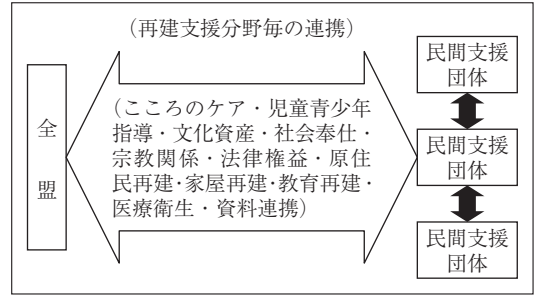 （再建支援分野毎の連携）
全
盟
（こころのケア・児童青少年
指導・文化資産・社会奉仕・
宗教関係・法律権益・原住
民再建・家屋再建・教育再建・
医療衛生・資料連携）
民間支援
団体
民間支援
団体
民間支援
団体